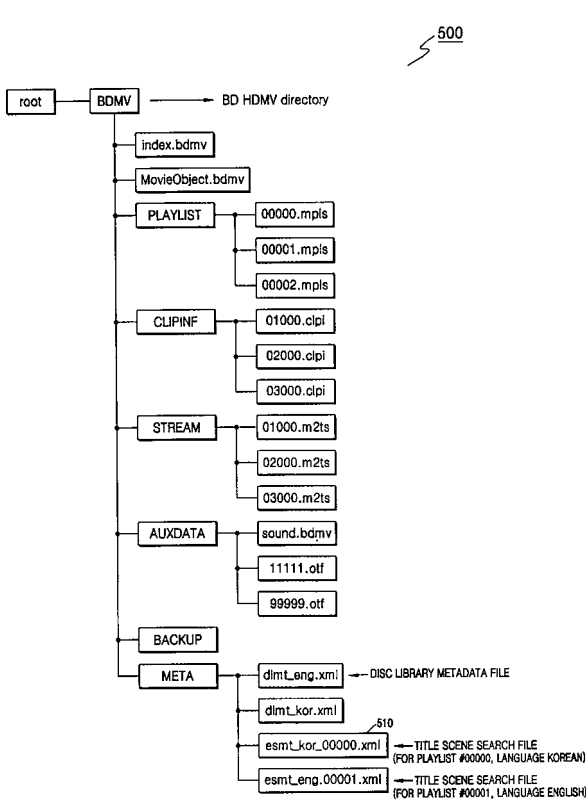 500
root
BDMV
BD HDMV directory
index.bdmv
MovieObject.bdmv
PLAYLIST
00000.mpls
00001.mpls
00002.mpls
CLIPINF
01000.clpi
02000.clpi
03000.clpi
STREAM
01000.m2ts
02000.m2ts
03000.m2ts
AUXDATA
sound.bdmv
11111.otf
99999.otf
BACKUP
META
dlmt_eng.xml
DISC LIBRARY METADATA FILE
dlmt_kor.xml
510
esmt_kor_00000.xml
TITLE SCENE SEARCH FILE
(FOR PLAYLIST #00000, LANGUAGE KOREAN)
esmt_eng.00001.xml
TITLE SCENE SEARCH FILE
(FOR PLAYLIST #00001, LANGUAGE ENGLISH)